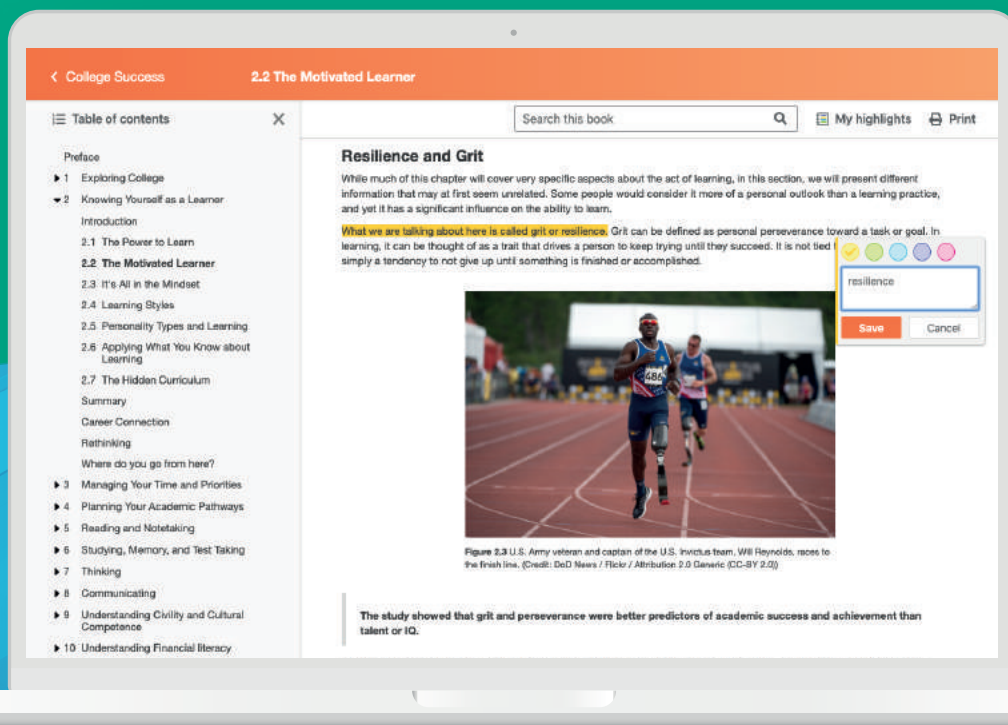 College Success
2.2 The Motivated Learner
Table of contents
Search this book
My highlights
Print
Preface
1 Exploring College
2 Knowing Yourself as a Learner
Introduction
2.1 The Power to Learn
2.2 The Motivated Learner
2.3 It's All in the Mindset
2.4 Learning Styles
2.5 Personality Types and Learning
2.6 Applying What You Know about
Learning
2.7 The Hidden Curriculum
Summary
Career Connection
Rethinking
Where do you go from here?
3 Managing Your Time and Priorities
4 Planning Your Academic Pathways
5 Reading and Notetaking
6 Studying, Memory, and Test Taking
7 Thinking
8 Communicating
9 Understanding Civility and Cultural
Competence
10 Understanding Financial literacy
Resilience and Grit
While much of this chapter will cover very specific aspects about the act of learning, in this section, we will present different
information that may at first seem unrelated. Some people would consider it more of a personal outlook than a learning practice,
and yet it has a significant influence on the ability to learn.
What we are talking about here is called grit or resilience. Grit can be defined as personal perseverance toward a task or goal. In
learning, it can be thought of as a trait that drives a person to keep trying until they succeed. It is not tied
simply a tendency to not give up until something is finished or accomplished.
resilience
Save
Cancel
486
Figure 2.3 U.S. Army veteran and captain of the U.S. Invictus team, Will Reynolds, races to
the finish line. (Credit: DoD News / Flickr / Attribution 2.0 Generic (CC-BY 2.0))
The study showed that grit and perseverance were better predictors of academic success and achievement than
talent or IQ.